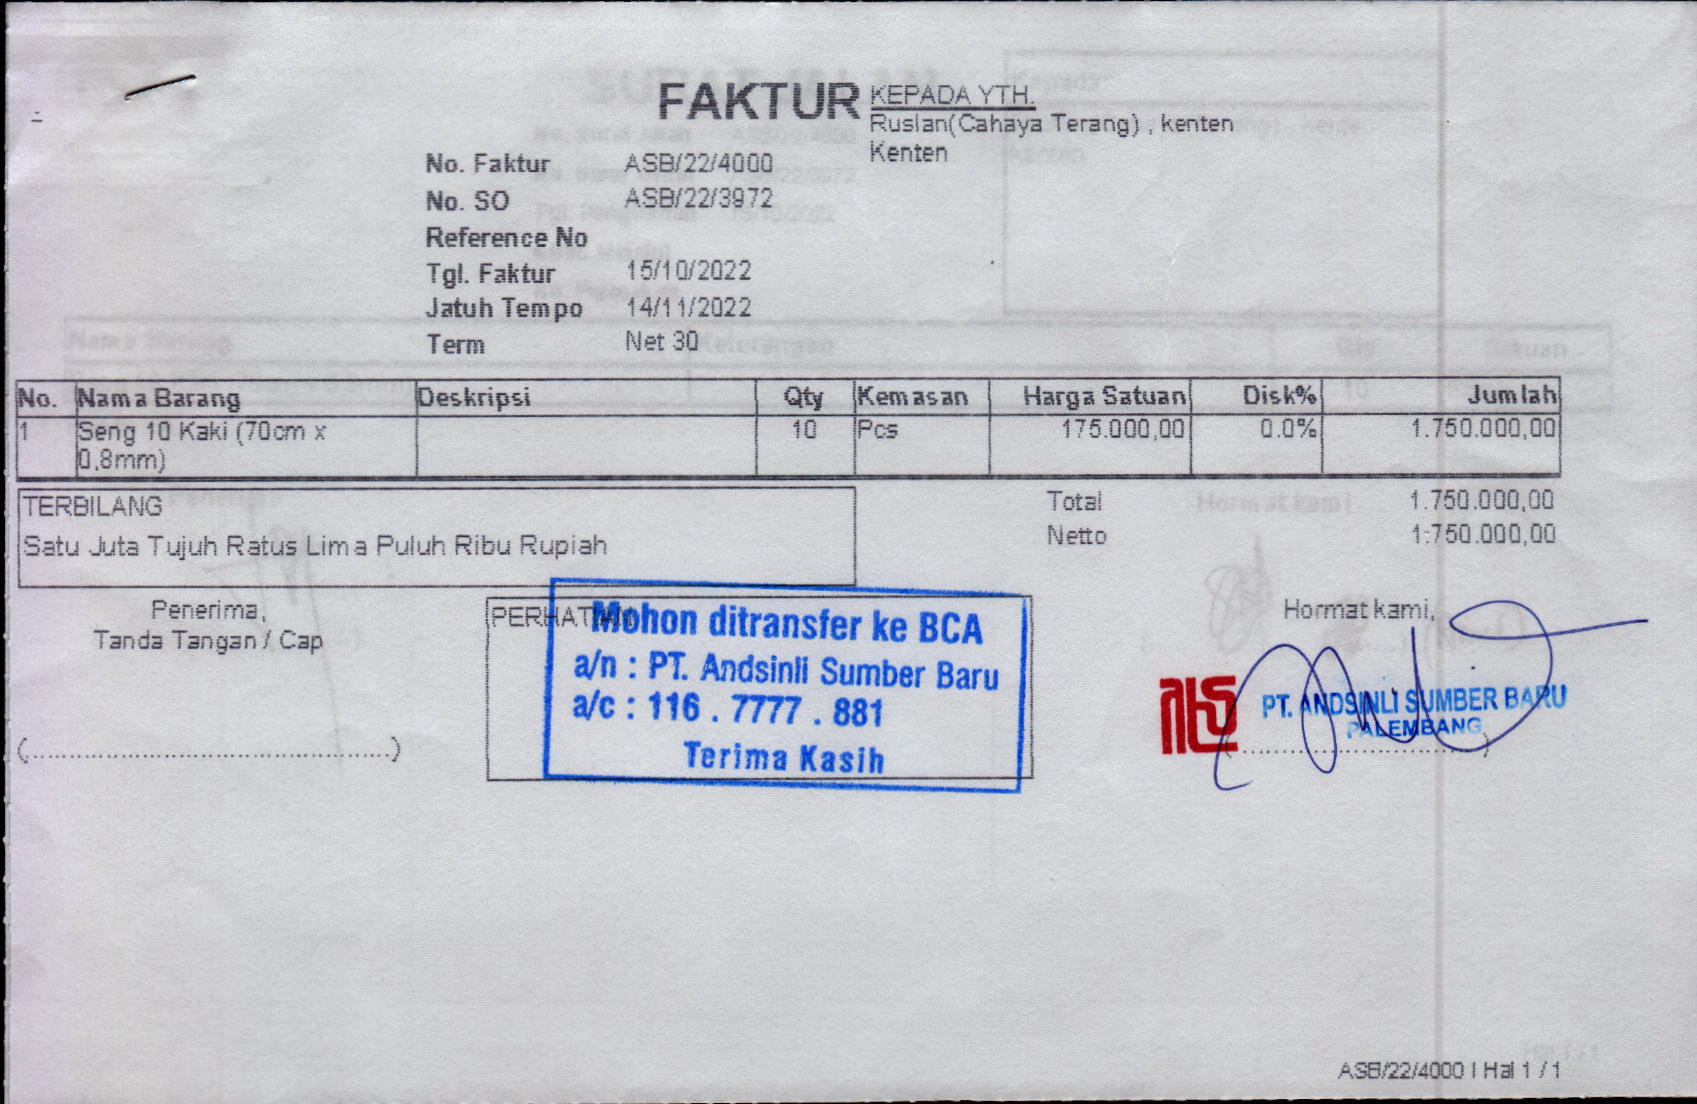 FAKTUR
KEPADA YTH.
Ruslan(Cahaya Terang) , kenten
Kenten
No. Faktur ASB/22/4000
No. SO ASB/22/3972
Reference No
Tgl. Faktur 15/10/2022
Jatuh Tempo 14/11/2022
Term Net 30
No. Nama Barang Deskripsi Qty Kemasan Harga Satuan Disk% Jumlah
1 Seng 10 Kaki (70cm x 10 Pcs 175.000,00 0.0% 1.750.000,00
0,8mm)
TERBILANG
Satu Juta Tujuh Ratus Lima Puluh Ribu Rupiah
Total 1.750.000,00
Netto 1.750.000,00
Penerima,
Tanda Tangan / Cap
(..............................................)
PERHATIAN
Mohon ditransfer ke BCA
a/n : PT. Andsinli Sumber Baru
a/c : 116 . 7777 . 881
Terima Kasih
Hormat kami,
PT. ANDSINLI SUMBER BARU
PALEMBANG
ASB/22/4000 | Hal 1 / 1